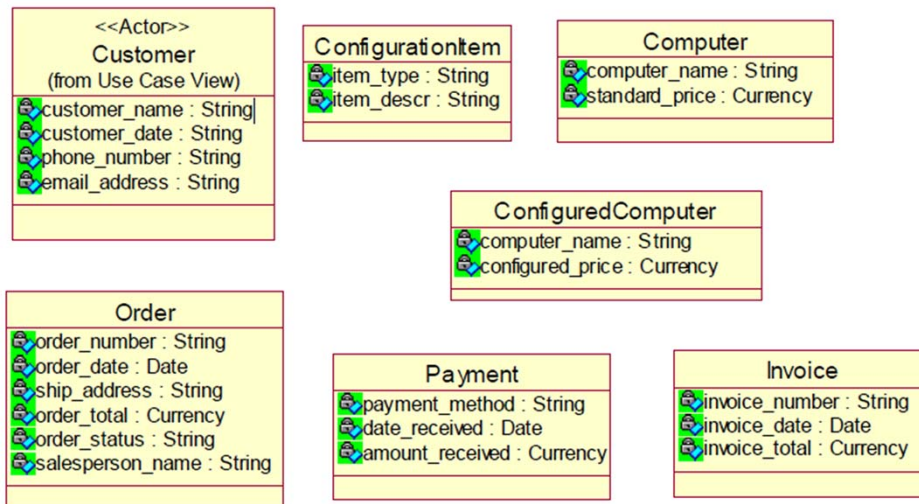 <<Actor>>
Customer
(from Use Case View)
customer_name : String
customer_date : String
phone_number : String
email_address : String
ConfigurationItem
item_type : String
item_descr : String
Computer
computer_name : String
standard_price : Currency
ConfiguredComputer
computer_name : String
configured_price : Currency
Order
order_number : String
order_date : Date
ship_address : String
order_total : Currency
order_status : String
salesperson_name : String
Payment
payment_method : String
date_received : Date
amount_received : Currency
Invoice
invoice_number : String
invoice_date : Date
invoice_total : Currency